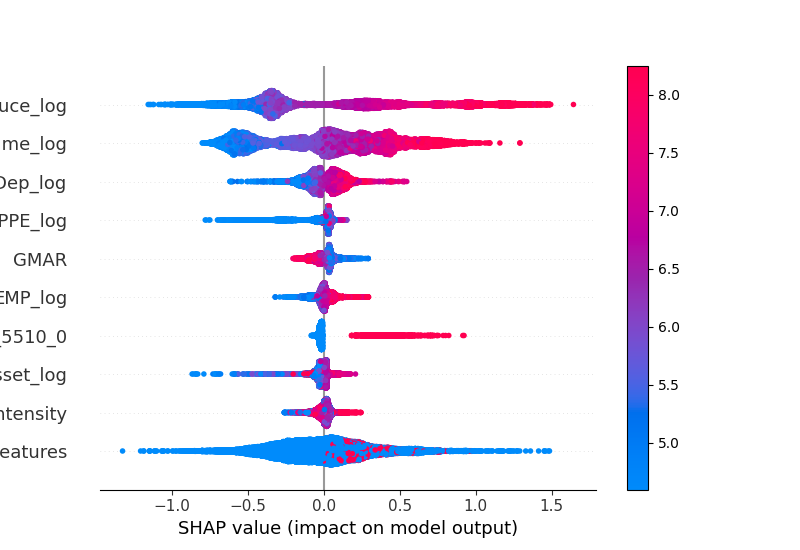 uce_log
me_log
Dep_log
PPE_log
GMAR
EMP_log
_5510_0
sset_log
ntensity
eatures
−1.0 −0.5 0.0 0.5 1.0 1.5
SHAP value (impact on model output)
8.0
7.5
7.0
6.5
6.0
5.5
5.0